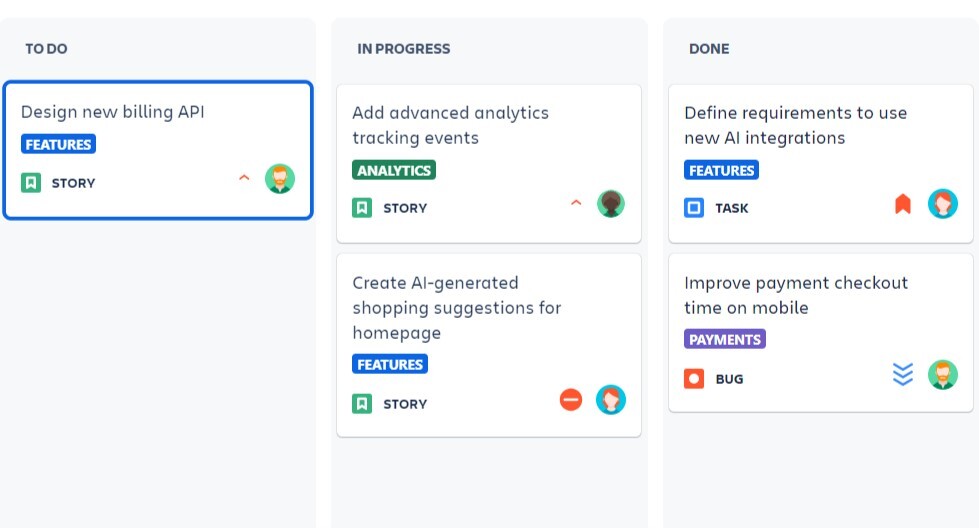 TO DO
Design new billing API
FEATURES
STORY
IN PROGRESS
Add advanced analytics
tracking events
ANALYTICS
STORY
Create AI-generated
shopping suggestions for
homepage
FEATURES
STORY
DONE
Define requirements to use
new AI integrations
FEATURES
TASK
Improve payment checkout
time on mobile
PAYMENTS
BUG